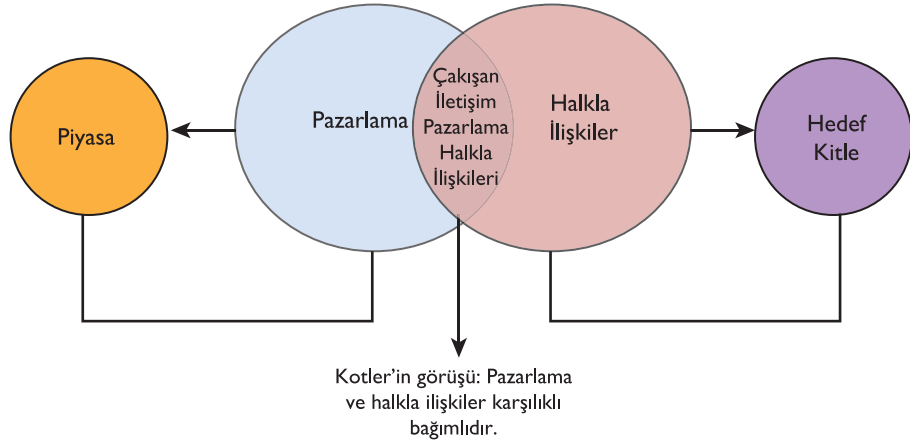 Piyasa
Pazarlama
Çakışan
İletişim
Pazarlama
Halkla
İlişkileri
Halkla
İlişkiler
Hedef
Kitle
Kotler’in görüşü: Pazarlama
ve halkla ilişkiler karşılıklı
bağımlıdır.